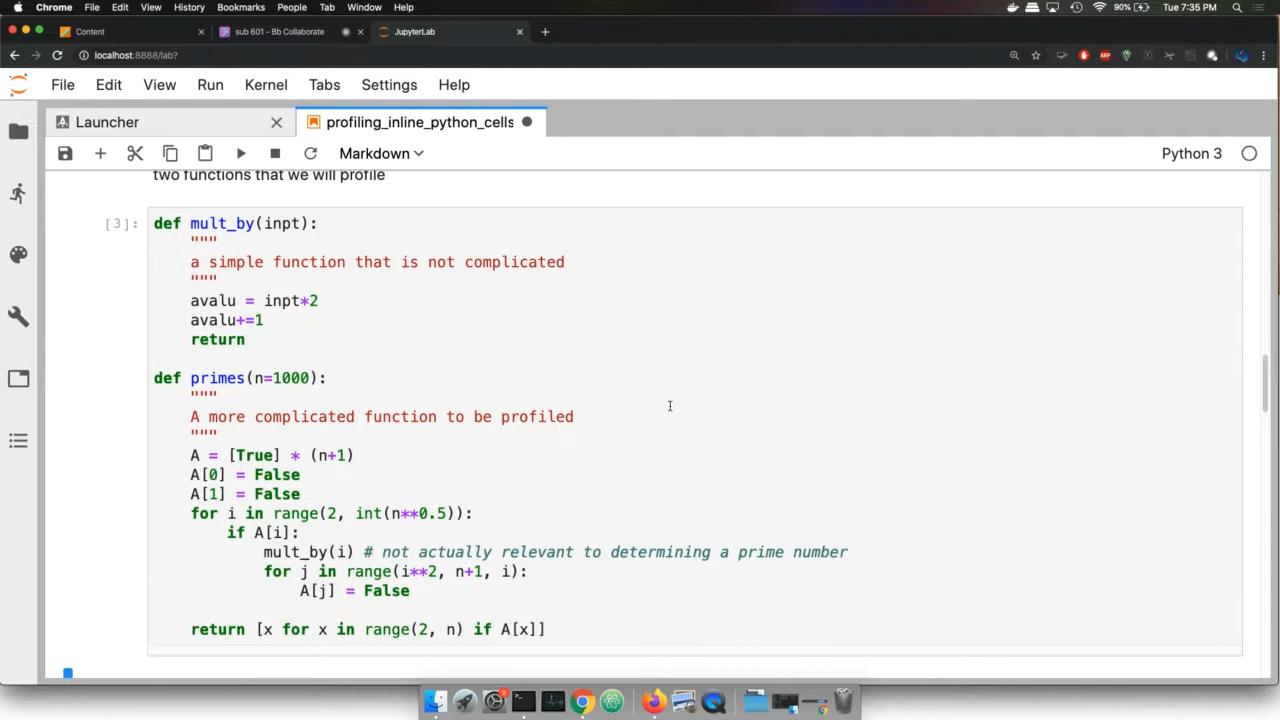 Chrome File Edit View History Bookmarks People Tab Window Help 90% Tue 7:35 PM
Content sub 601 - Bb Collaborate JupyterLab
localhost:8888/lab?
File Edit View Run Kernel Tabs Settings Help
Launcher profiling_inline_python_cells
Markdown Python 3
two functions that we will profile
[3]: def mult_by(inpt):
"""
a simple function that is not complicated
"""
avalu = inpt*2
avalu+=1
return
def primes(n=1000):
"""
A more complicated function to be profiled
"""
A = [True] * (n+1)
A[0] = False
A[1] = False
for i in range(2, int(n**0.5)):
if A[i]:
mult_by(i) # not actually relevant to determining a prime number
for j in range(i**2, n+1, i):
A[j] = False
return [x for x in range(2, n) if A[x]]